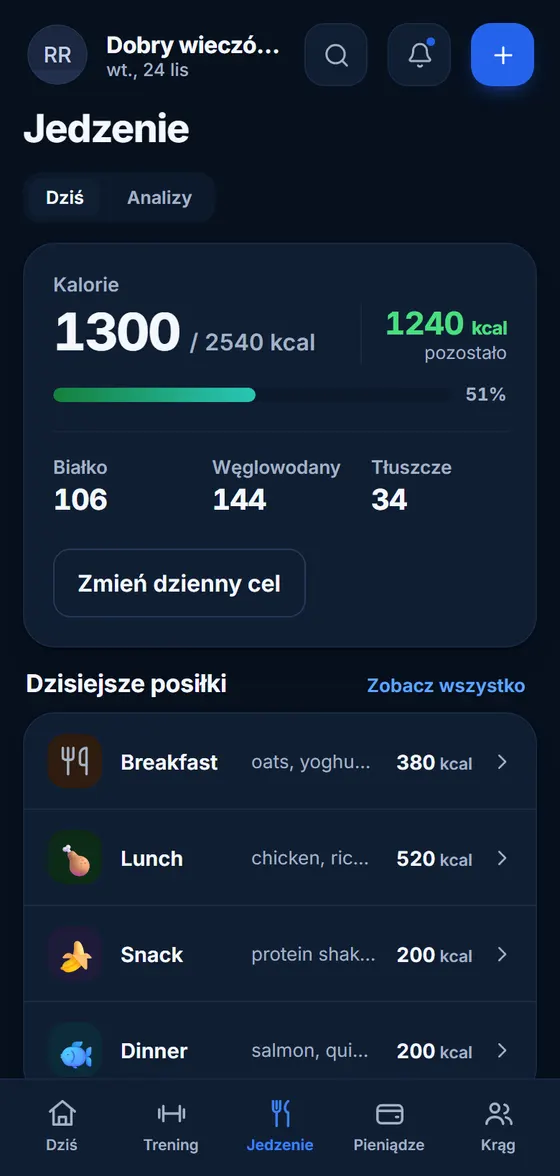 RR
Dobry wieczó...
wt., 24 lis
Jedzenie
Dziś
Analizy
Kalorie
1300 / 2540 kcal
1240 kcal
pozostało
51%
Białko
Węglowodany
Tłuszcze
106
144
34
Zmień dzienny cel
Dzisiejsze posiłki
Zobacz wszystko
Breakfast oats, yoghu... 380 kcal
Lunch chicken, ric... 520 kcal
Snack protein shak... 200 kcal
Dinner salmon, qui... 200 kcal
Dziś
Trening
Jedzenie
Pieniądze
Krąg